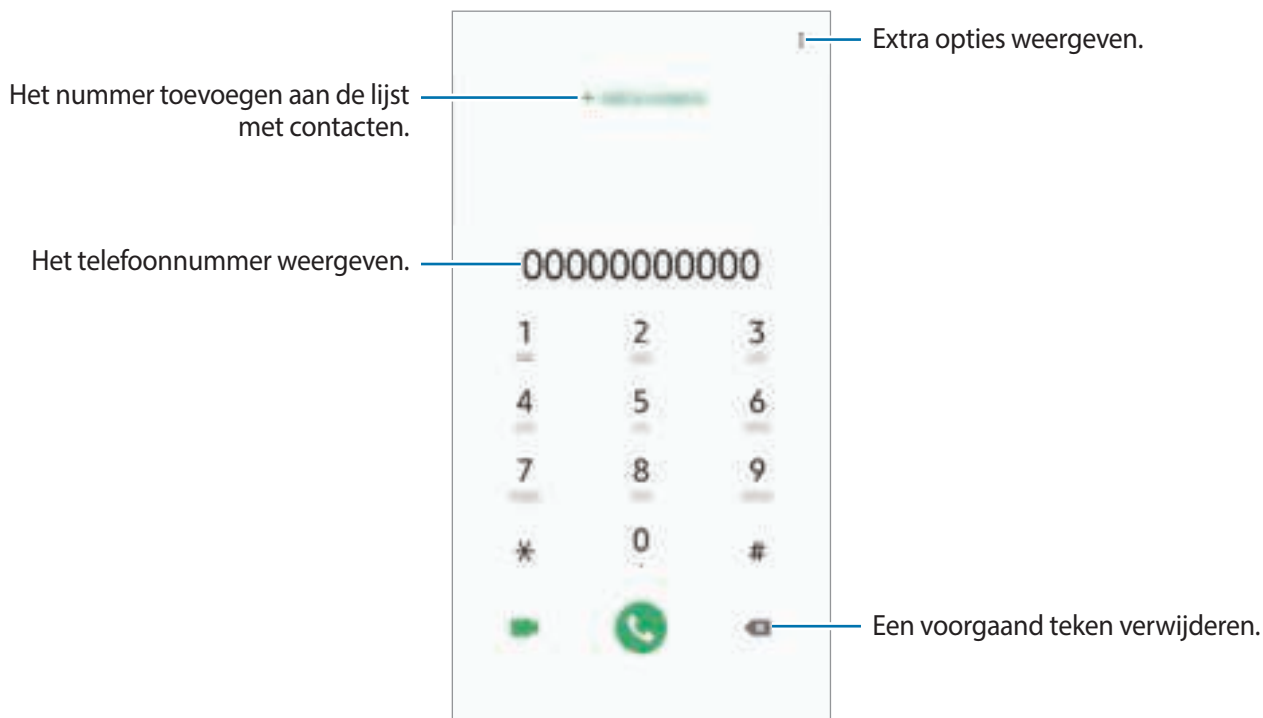 Extra opties weergeven.
Het nummer toevoegen aan de lijst
met contacten.
Het telefoonnummer weergeven.
00000000000
1 2 3
4 5 6
7 8 9
* 0 #
Een voorgaand teken verwijderen.